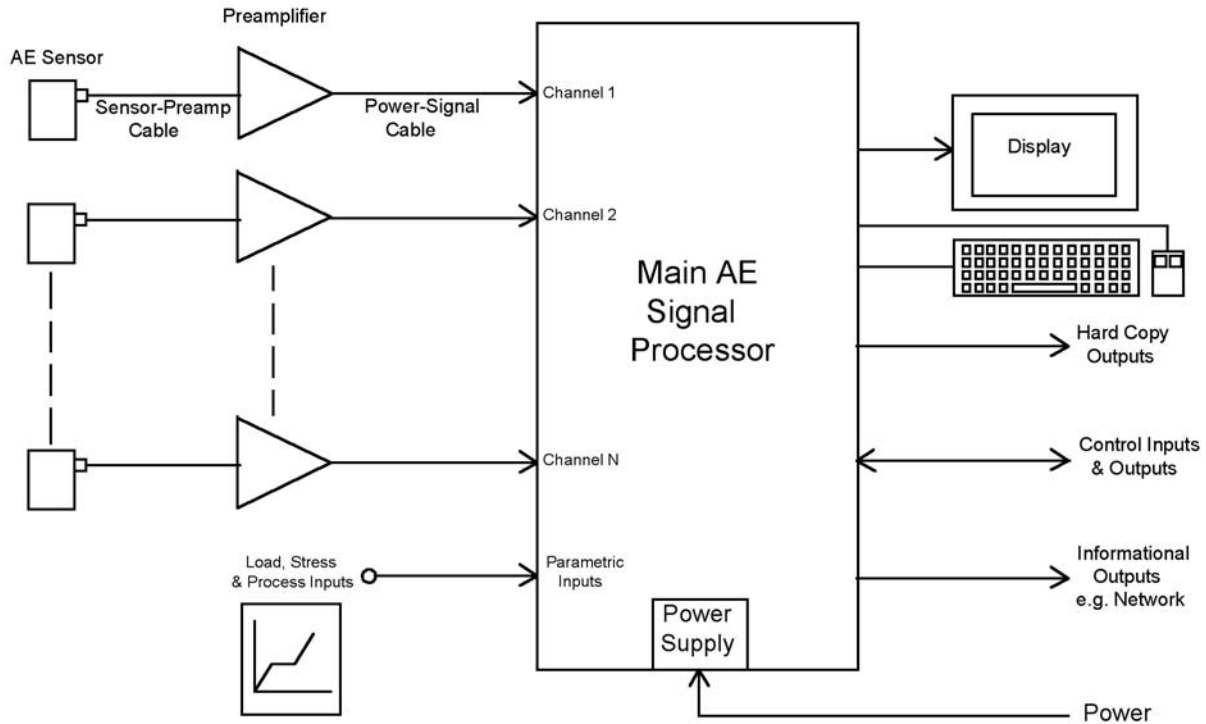 Preamplifier
AE Sensor
Sensor-Preamp
Cable
Power-Signal
Cable
Channel 1
Channel 2
Channel N
Load, Stress
& Process Inputs
Parametric
Inputs
Main AE
Signal
Processor
Power
Supply
Display
Hard Copy
Outputs
Control Inputs
& Outputs
Informational
Outputs
e.g. Network
Power